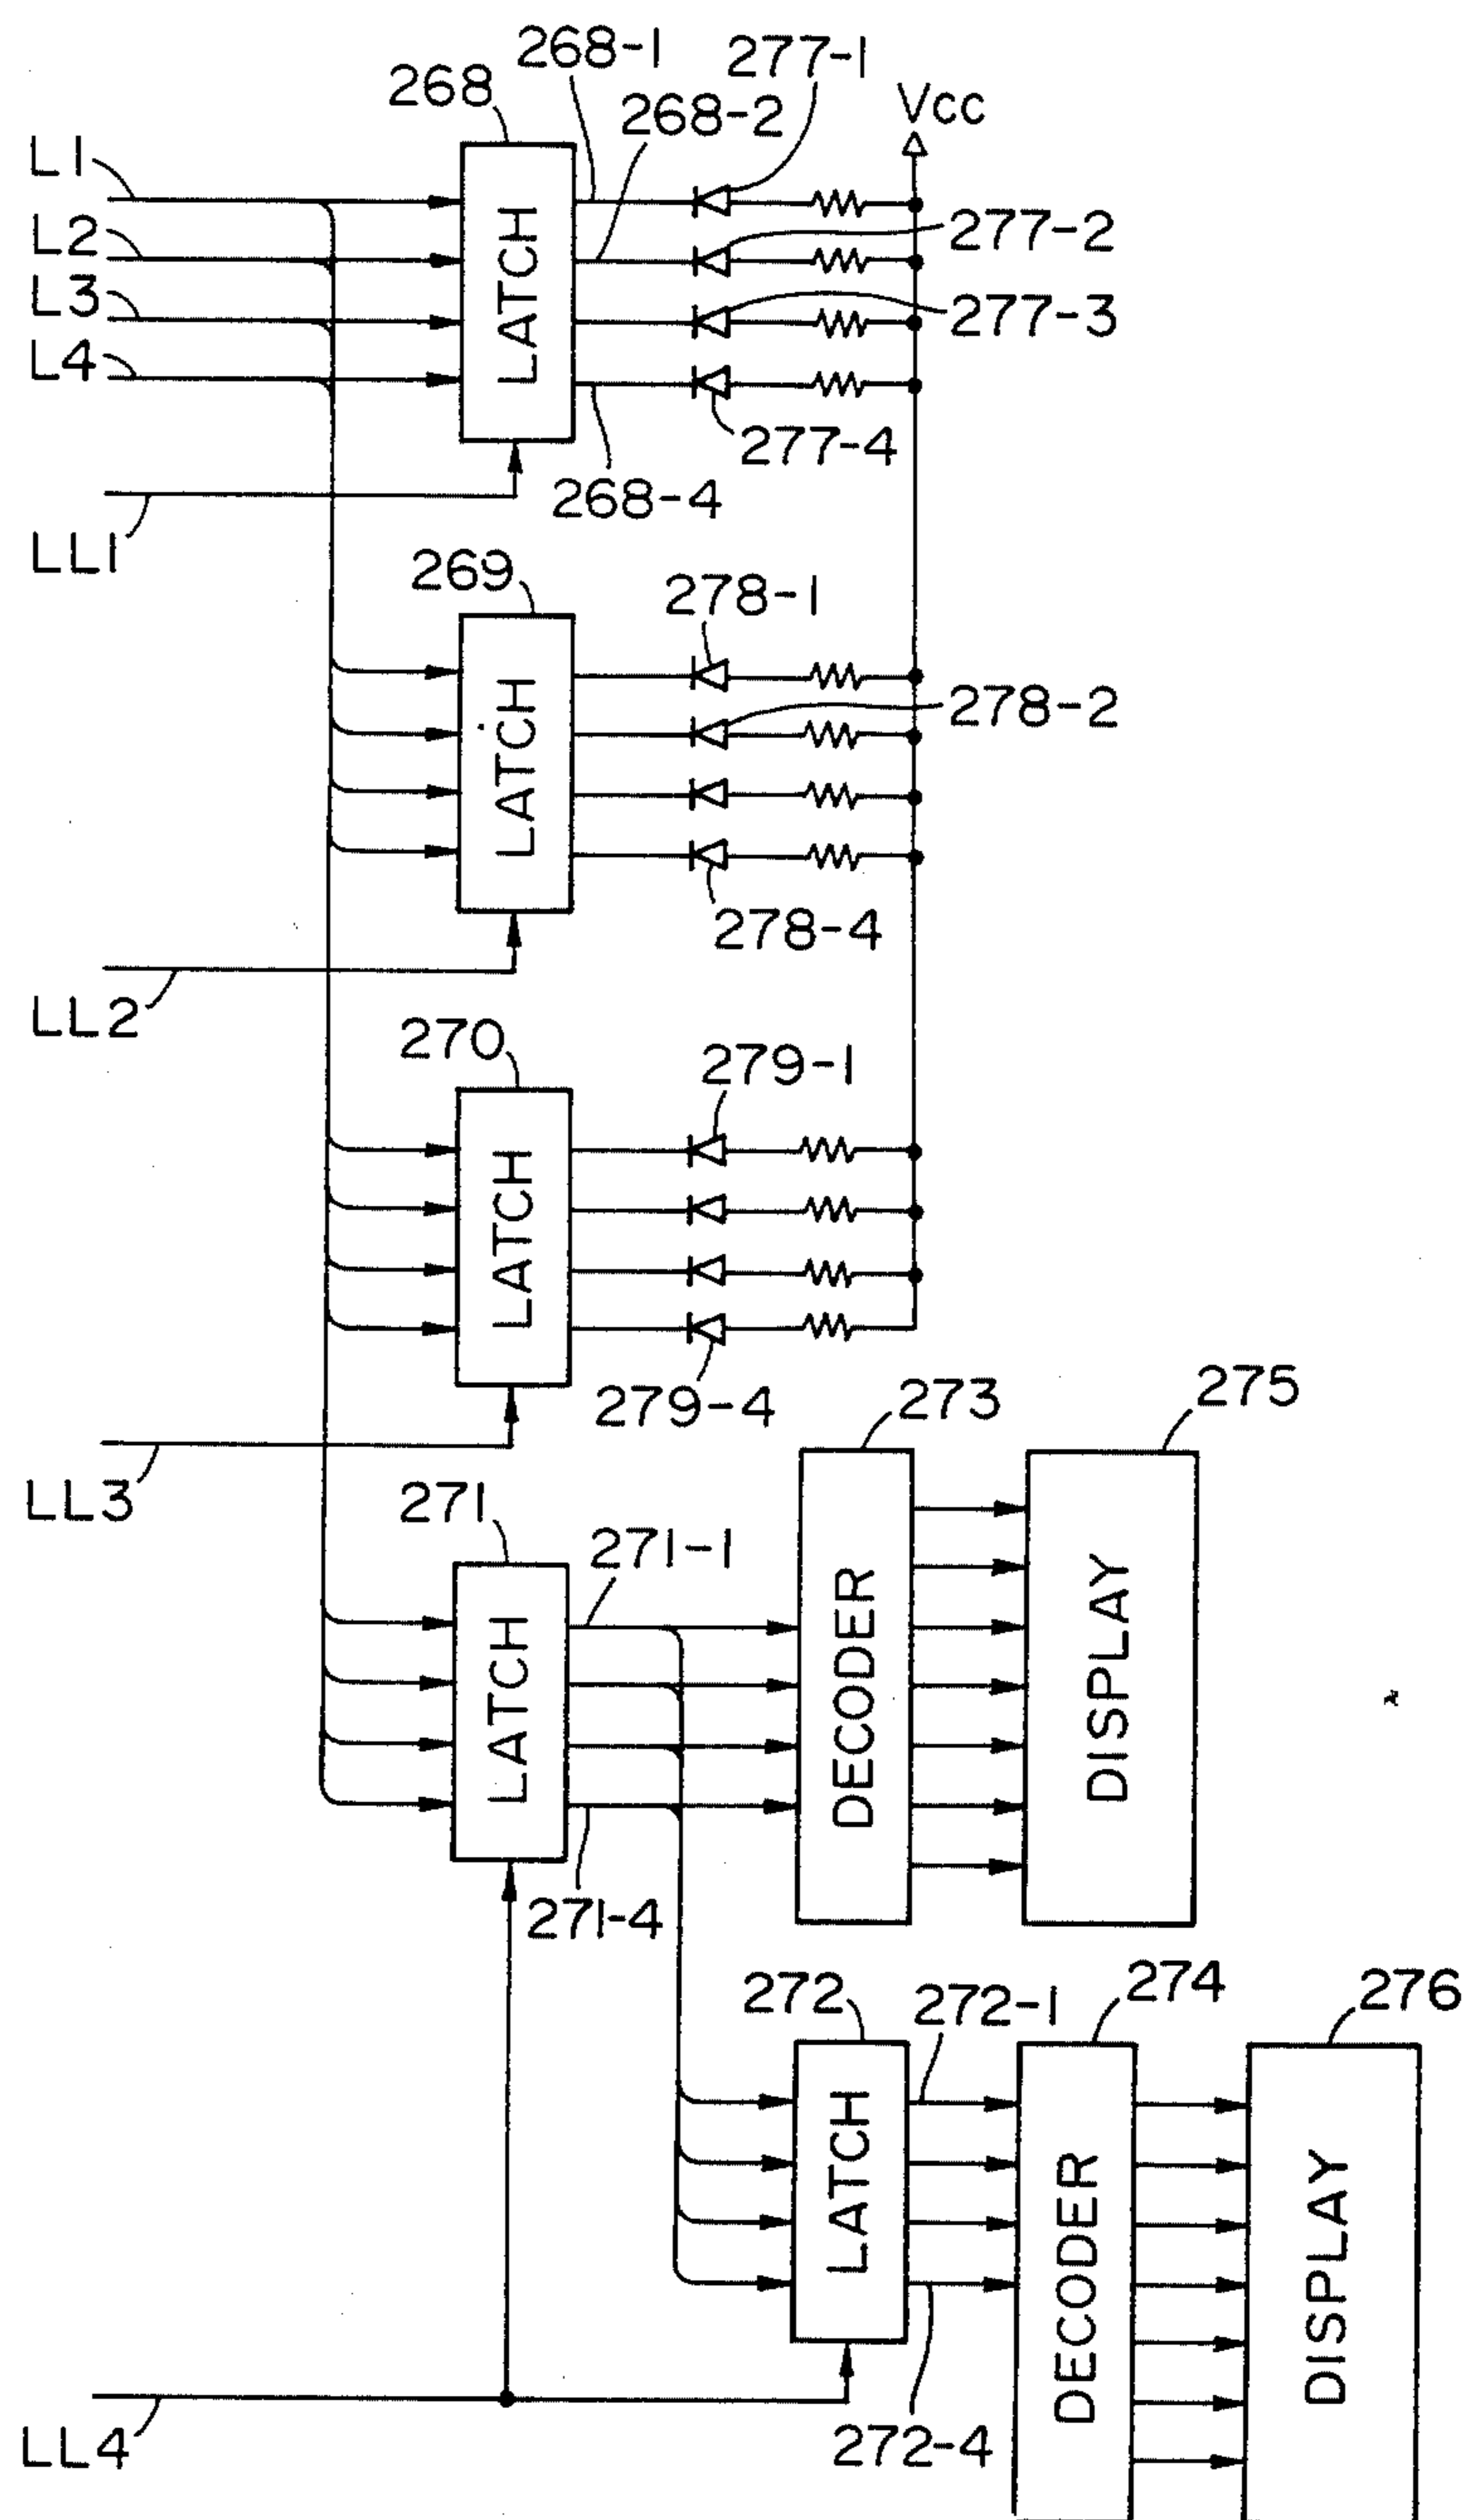 268-1
277-1
268
268-2
VCC
L1
L2
277-2
L3
277-3
L4
LATCH
277-4
268-4
LL1
269
278-1
278-2
LATCH
278-4
LL2
270
279-1
LATCH
279-4
273
275
LL3
271
271-1
LATCH
DECODER
DISPLAY
271-4
272
272-1
274
276
LATCH
DECODER
DISPLAY
272-4
LL4